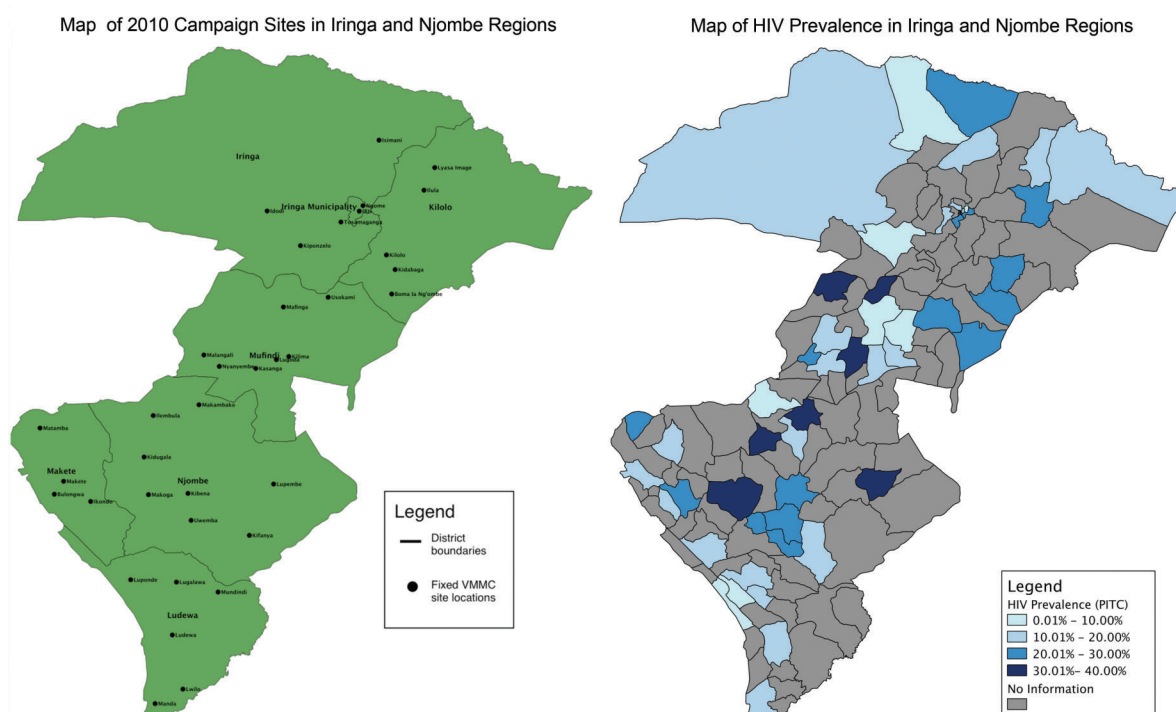 Map of 2010 Campaign Sites in Iringa and Njombe Regions
Isimani
Iringa
Lyasa Image
Ilula
Iringa Municipality
Ngome
Kilolo
Idodi
Tosamaganga
Kiponzelo
Kilolo
Kidabaga
Usokami
Boma la Ng'ombe
Mafinga
Malangali
Mufindi
Kilima
Nyanyembe
Kasanga
Makambako
Ilembula
Matamba
Kidugala
Makete
Makete
Njombe
Lupembe
Bulongwa
Makoga
Kibena
Ikonde
Uwemba
Kifanya
Lupondo
Lugalawa
Mundindi
Ludewa
Ludewa
Lwilo
Manda
Legend
District
boundaries
Fixed VMMC
site locations
Map of HIV Prevalence in Iringa and Njombe Regions
Legend
HIV Prevalence (PITC)
0.01% - 10.00%
10.01% - 20.00%
20.01% - 30.00%
30.01%- 40.00%
No Information